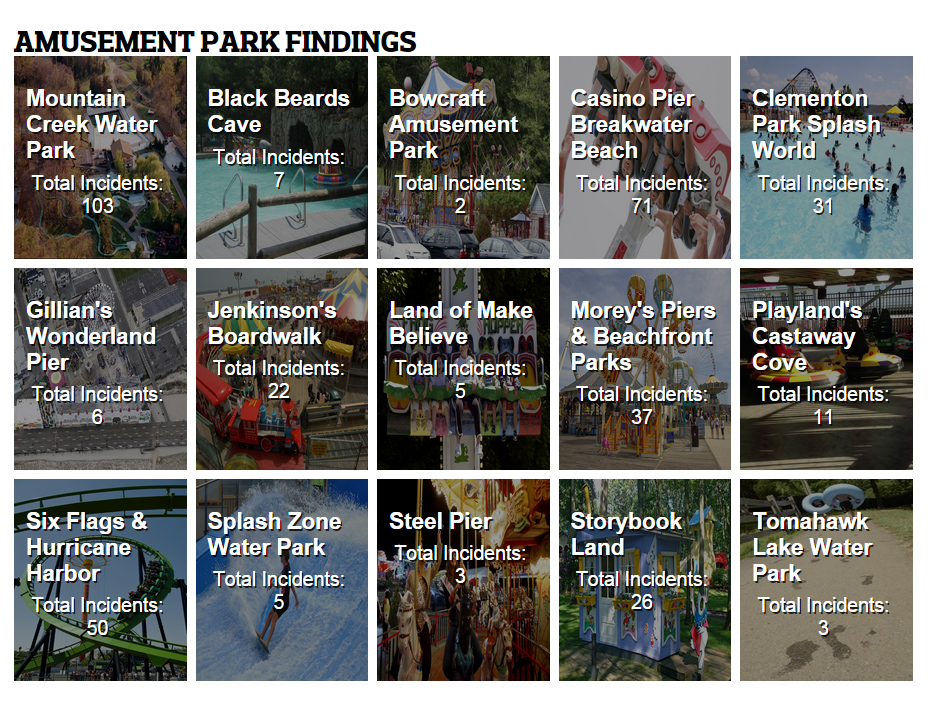 AMUSEMENT PARK FINDINGS
Mountain
Creek Water
Park
Total Incidents:
103
Black Beards
Cave
Total Incidents:
7
Bowcraft
Amusement
Park
Total Incidents:
2
Casino Pier
Breakwater
Beach
Total Incidents:
71
Clementon
Park Splash
World
Total Incidents:
31
Gillian's
Wonderland
Pier
Total Incidents:
6
Jenkinson's
Boardwalk
Total Incidents:
22
Land of Make
Believe
Total Incidents:
5
Morey's Piers
& Beachfront
Parks
Total Incidents:
37
Playland's
Castaway
Cove
Total Incidents:
11
Six Flags &
Hurricane
Harbor
Total Incidents:
50
Splash Zone
Water Park
Total Incidents:
5
Steel Pier
Total Incidents:
3
Storybook
Land
Total Incidents:
26
Tomahawk
Lake Water
Park
Total Incidents:
3